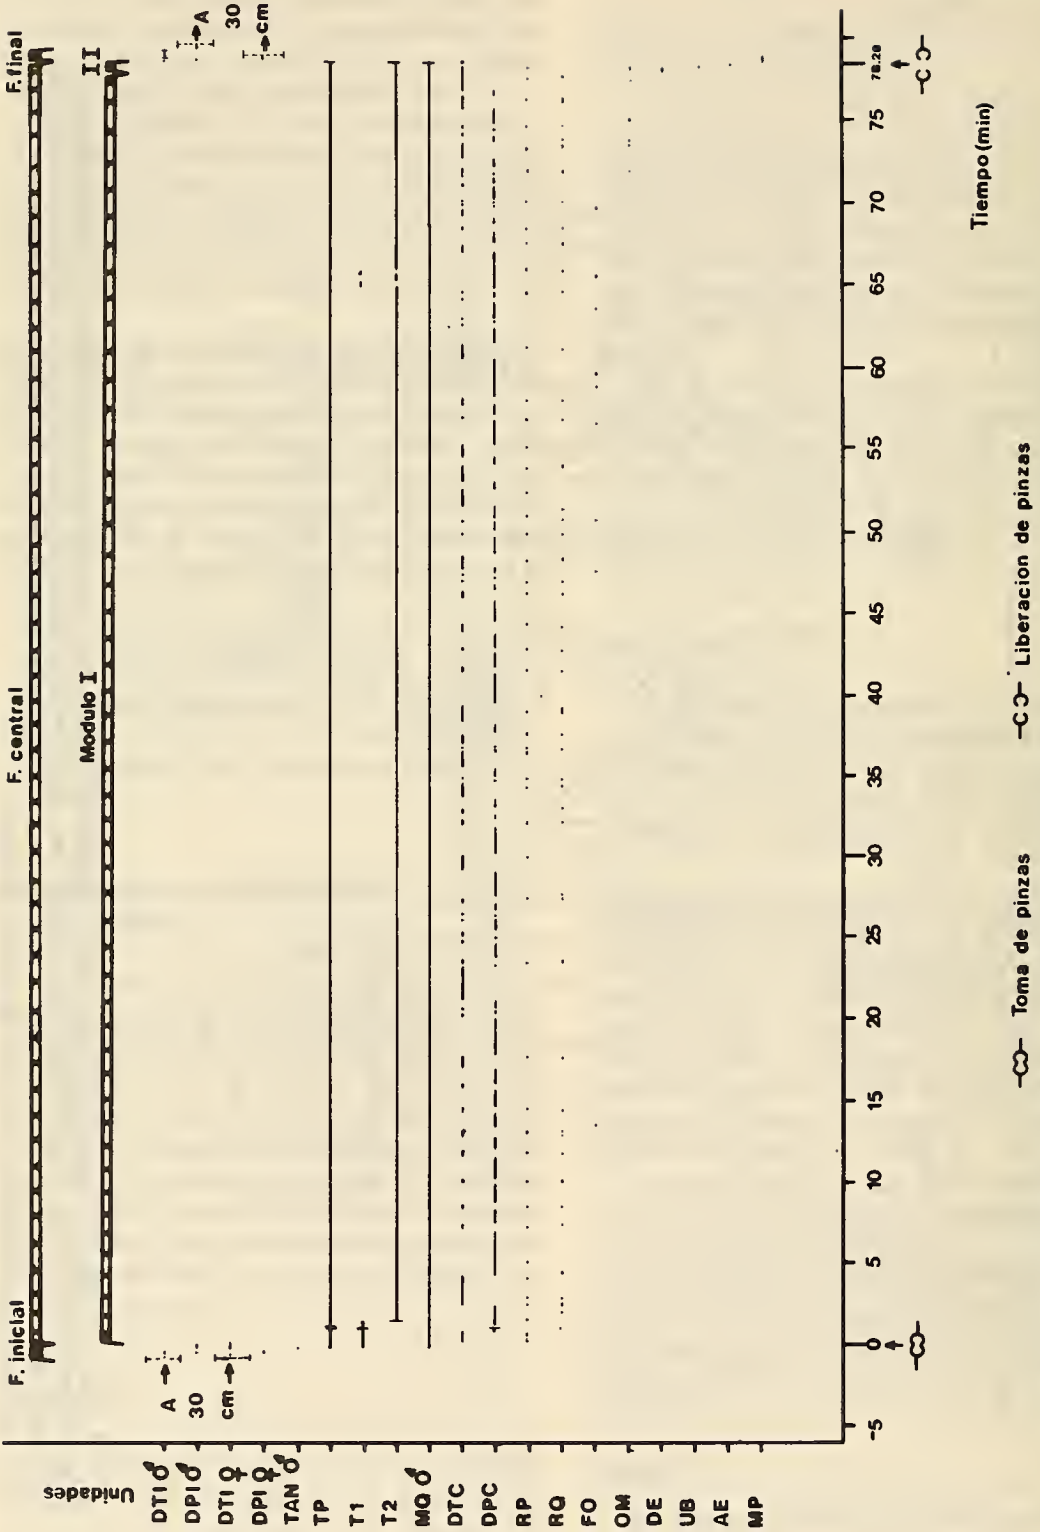 F. inicial
F. central
F. final
Modulo I
II
A
30
cm
A
30
cm
Unidades
DTI ♂
DPI ♂
DTI ♀
DPI ♀
TAN ♂
TP
T1
T2
MQ ♂
DTC
DPC
RP
RQ
FO
OM
DE
UB
AE
MP
-5 0 5 10 15 20 25 30 35 40 45 50 55 60 65 70 75 78.20
Tiempo (min)
Toma de pinzas
Liberacion de pinzas